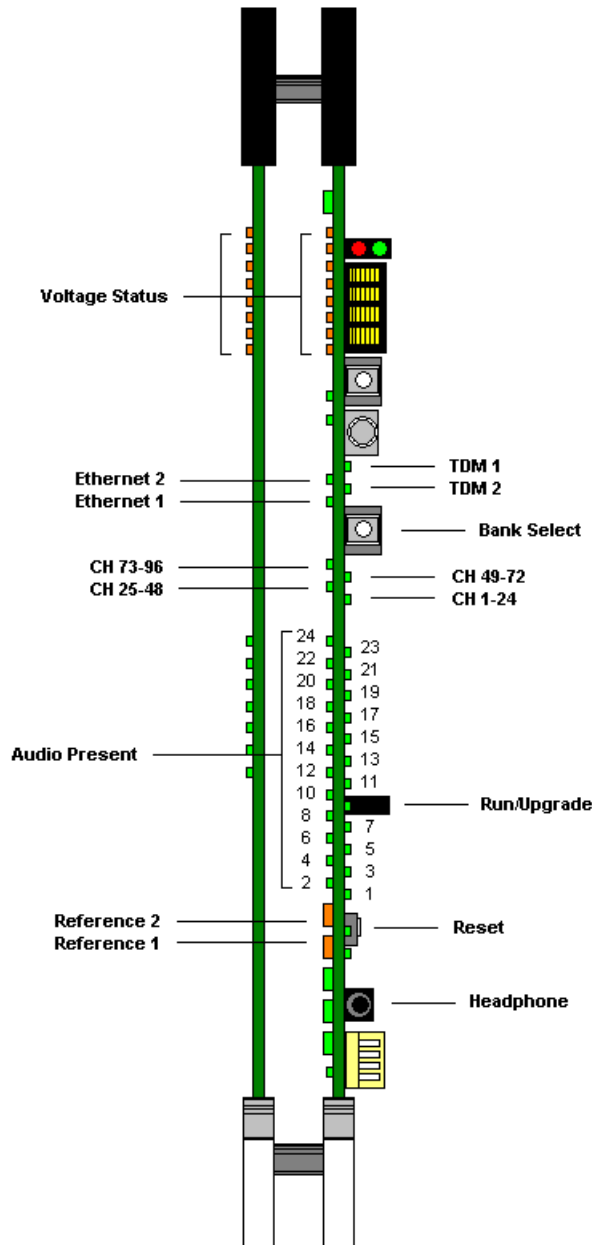 Voltage Status
TDM 1
Ethernet 2
TDM 2
Ethernet 1
Bank Select
CH 73-96
CH 49-72
CH 25-48
CH 1-24
24
23
22
21
20
19
18
17
16
15
14
Audio Present
13
12
11
10
Run/Upgrade
8
7
6
5
4
3
2
1
Reference 2
Reset
Reference 1
Headphone